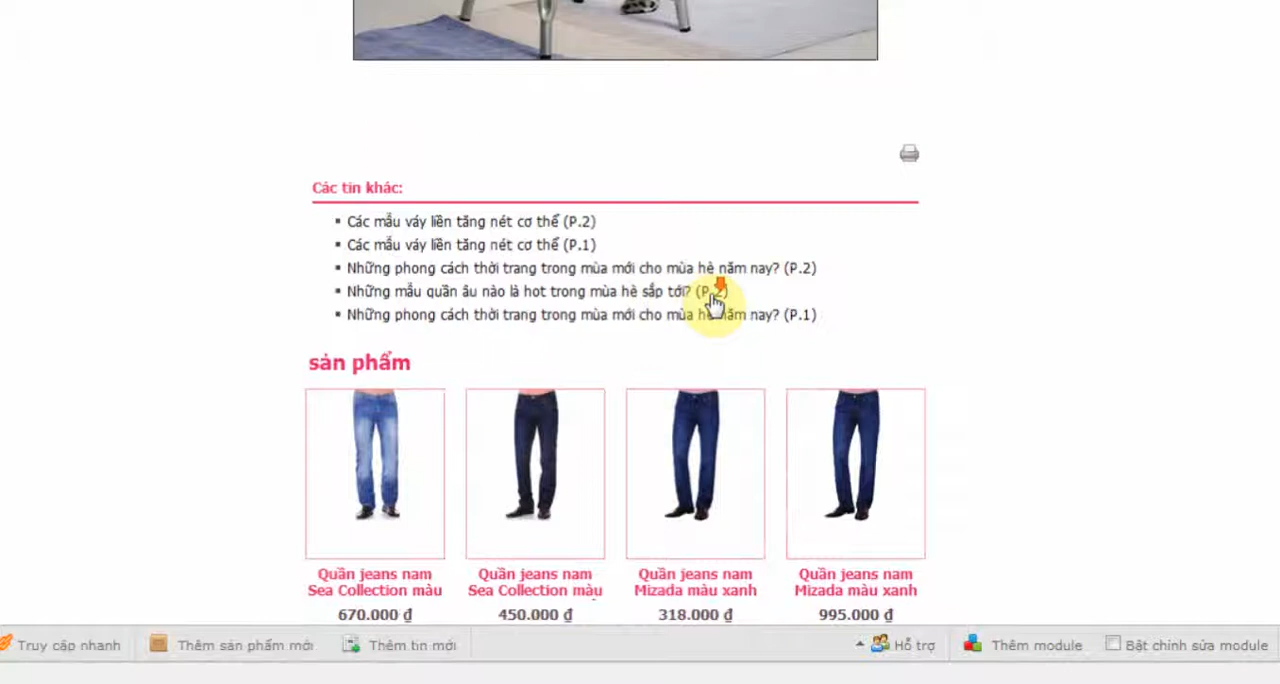 Các tin khác:
Các mẫu váy liền tăng nét cơ thể (P.2)
Các mẫu váy liền tăng nét cơ thể (P.1)
Những phong cách thời trang trong mùa mới cho mùa hè năm nay? (P.2)
Những mẫu quần âu nào là hot trong mùa hè sắp tới? (P.2)
Những phong cách thời trang trong mùa mới cho mùa hè năm nay? (P.1)
sản phẩm
Quần jeans nam Quần jeans nam Quần jeans nam Quần jeans nam
Sea Collection màu Sea Collection màu Mizada màu xanh Mizada màu xanh
670.000 ₫ 450.000 ₫ 318.000 ₫ 995.000 ₫
Truy cập nhanh Thêm sản phẩm mới Thêm tin mới Hỗ trợ Thêm module Bật chỉnh sửa module